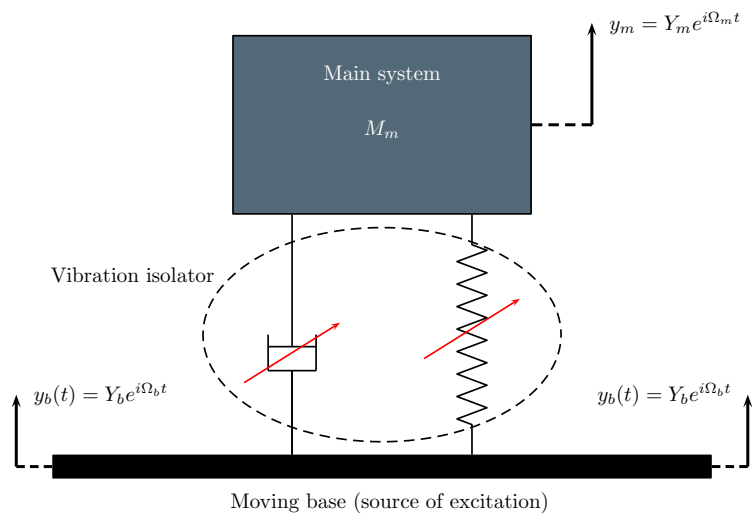 y_m = Y_m e^{iΩ_m t}
Main system
M_m
Vibration isolator
y_b(t) = Y_b e^{iΩ_b t}
y_b(t) = Y_b e^{iΩ_b t}
Moving base (source of excitation)